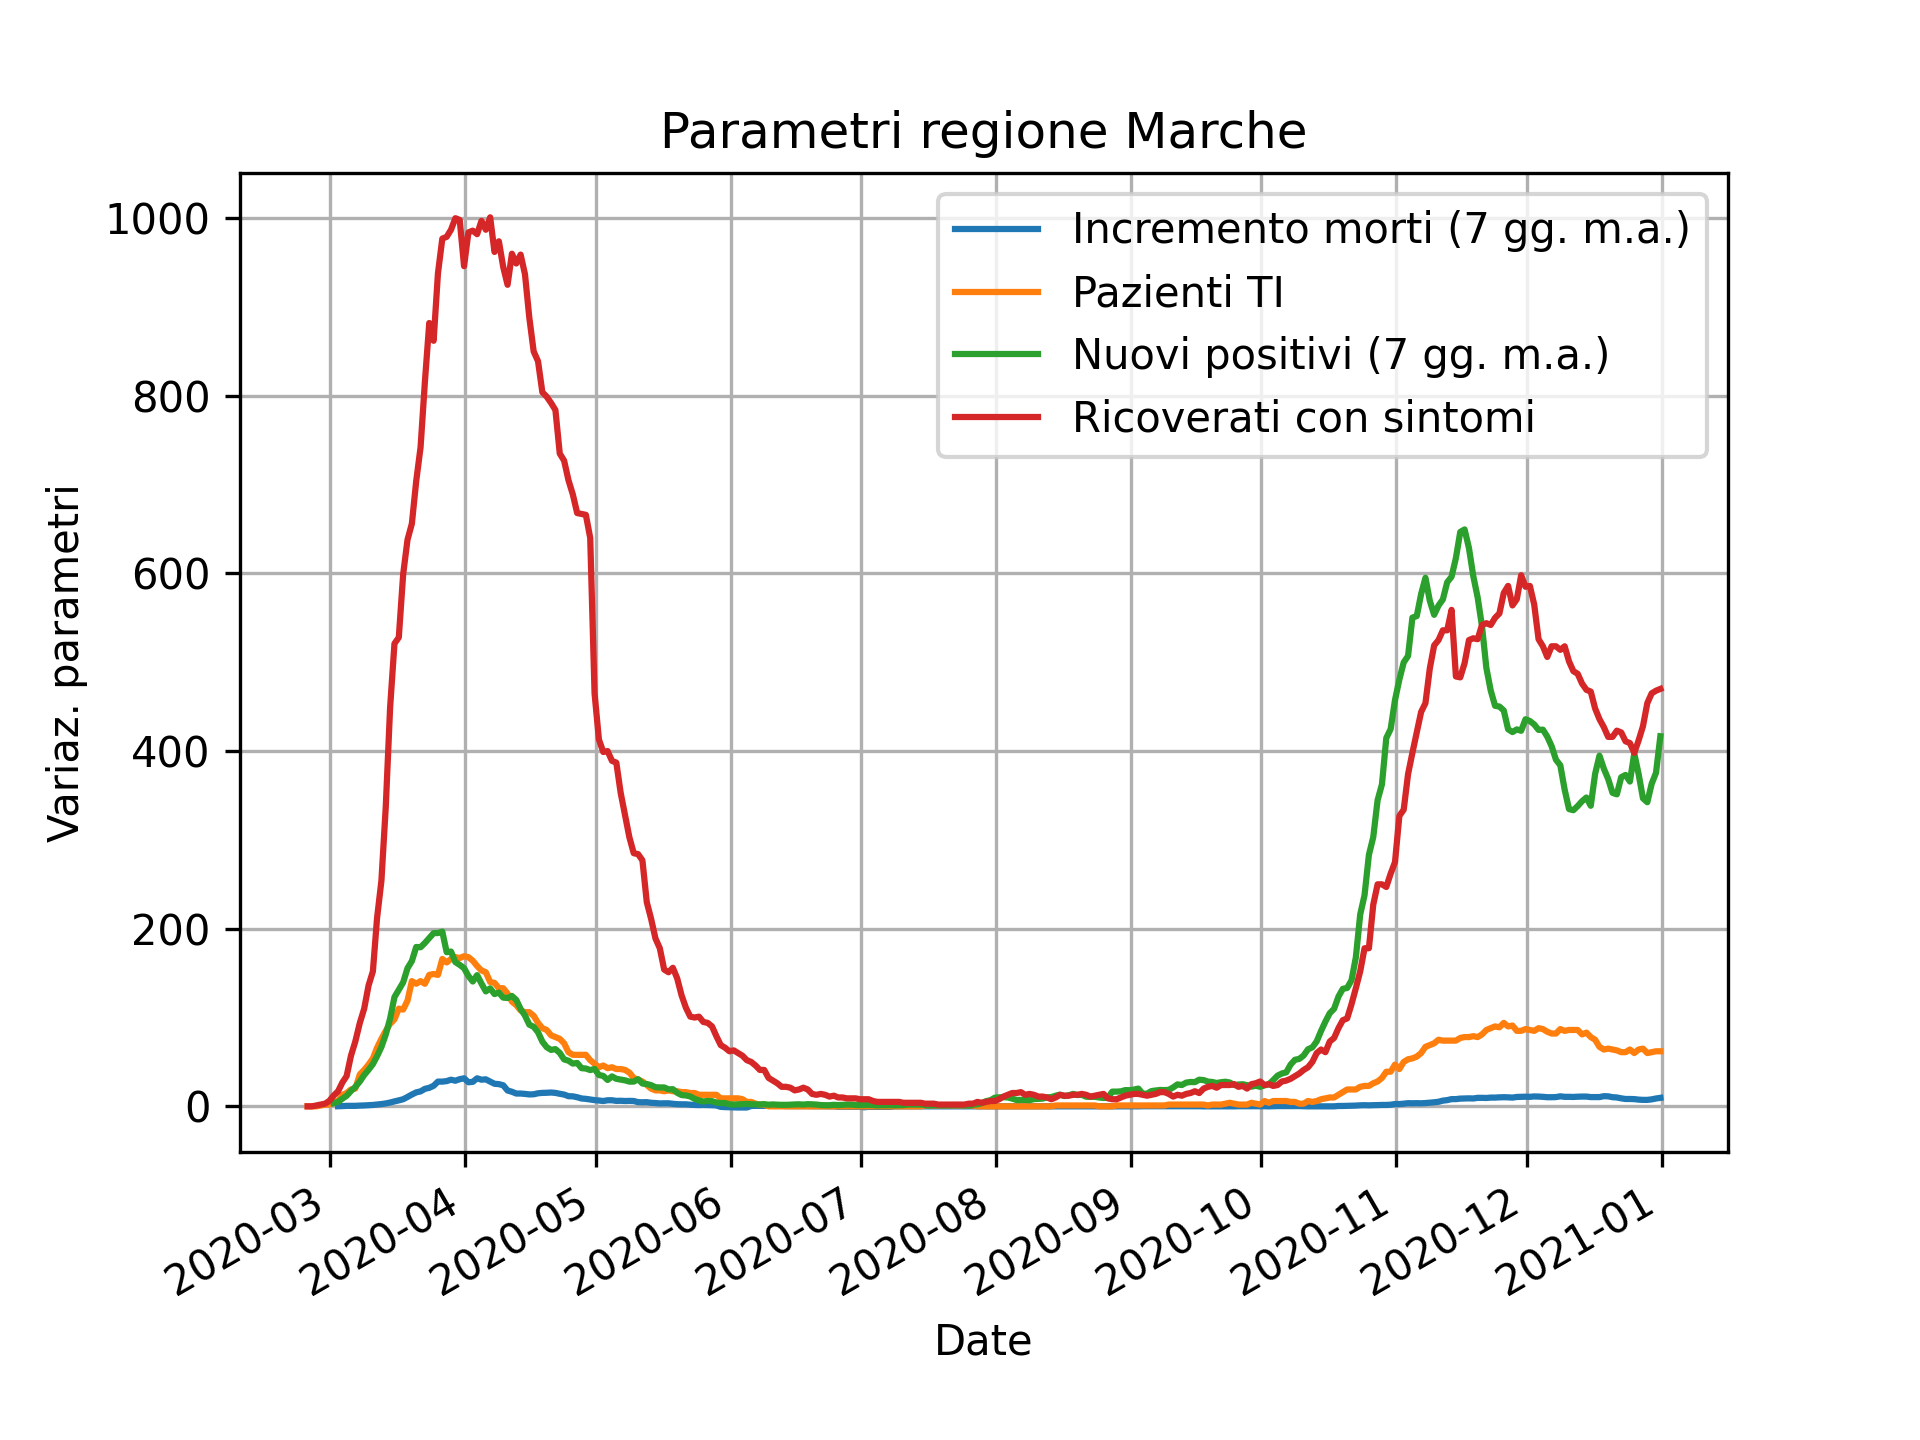 Parametri regione Marche
Incremento morti (7 gg. m.a.)
Pazienti TI
Nuovi positivi (7 gg. m.a.)
Ricoverati con sintomi
Variaz. parametri
1000
800
600
400
200
0
2020-03
2020-04
2020-05
2020-06
2020-07
2020-08
2020-09
2020-10
2020-11
2020-12
2021-01
Date